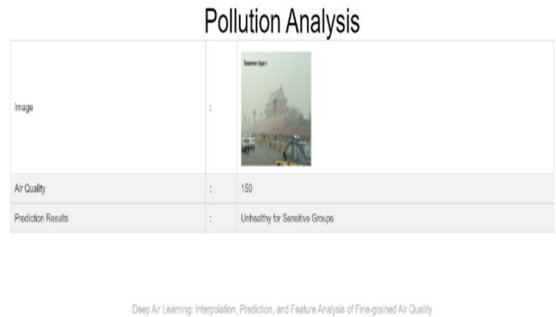 Pollution Analysis
Image :
Air Quality : 150
Prediction Results : Unhealthy for Sensitive Groups
Deep Air Learning: Interpolation, Prediction, and Feature Analysis of Fine-grained Air Quality